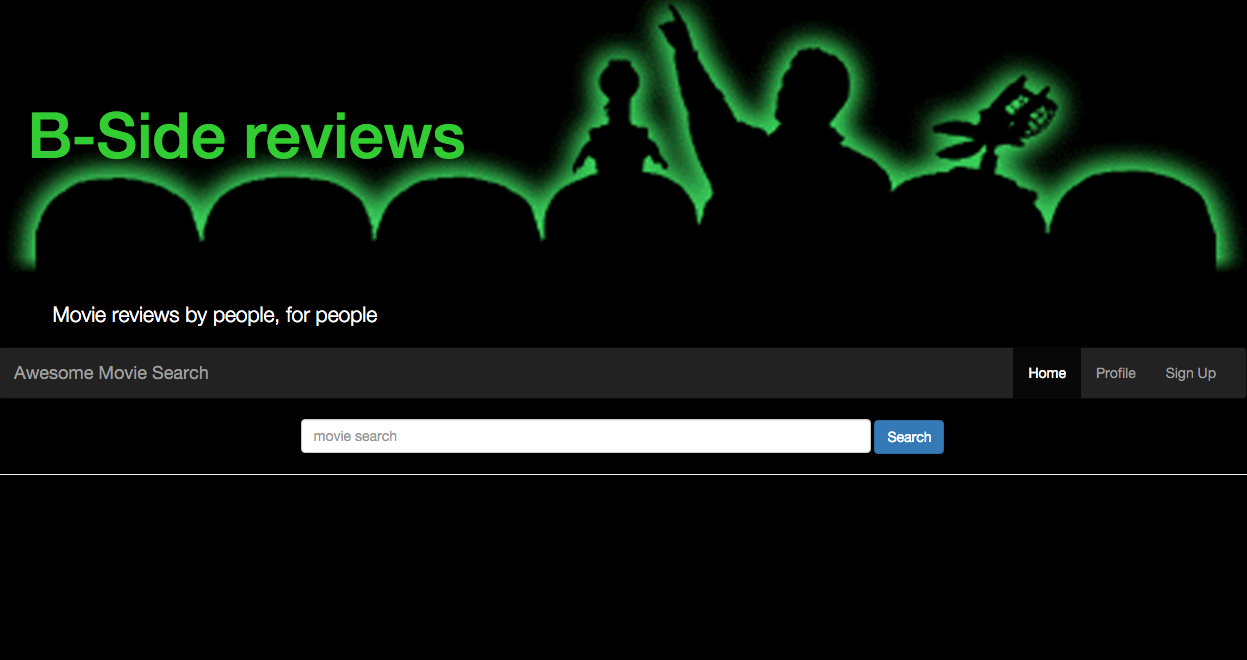 B-Side reviews
Movie reviews by people, for people
Awesome Movie Search
Home
Profile
Sign Up
movie search
Search